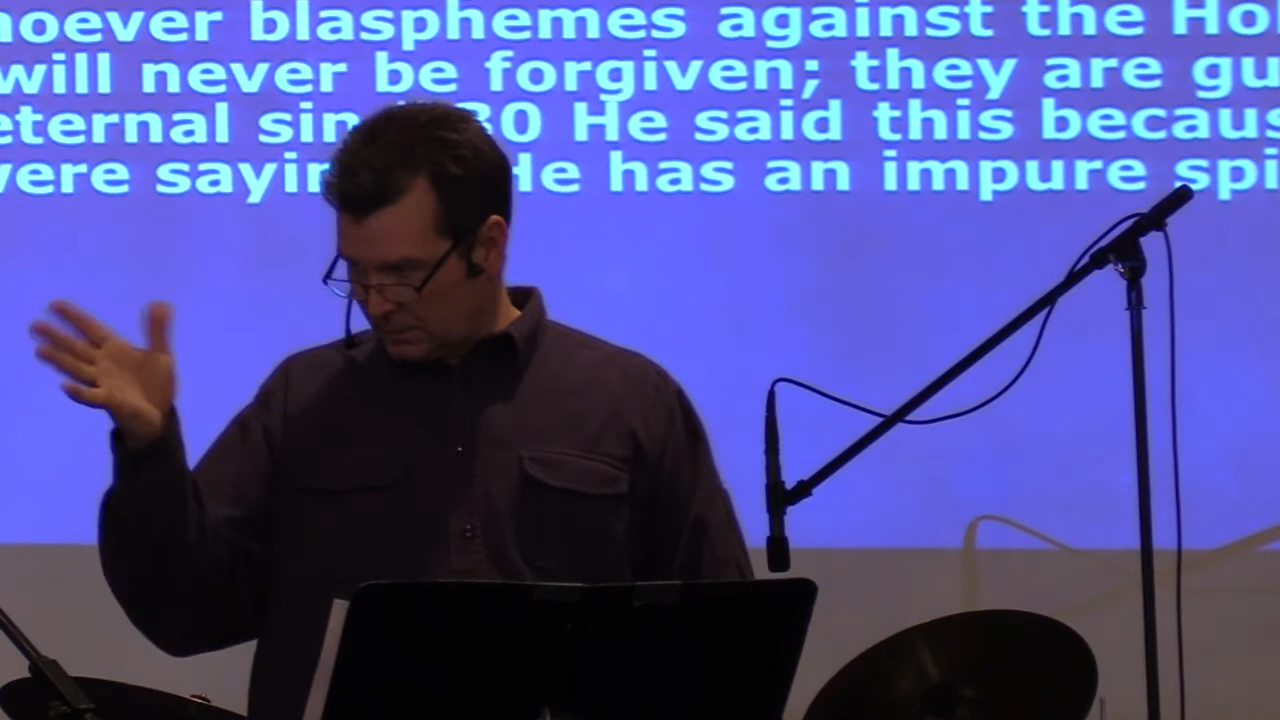 hoever blasphemes against the Ho
will never be forgiven; they are gu
eternal sin 30 He said this becaus
were sayin He has an impure spi